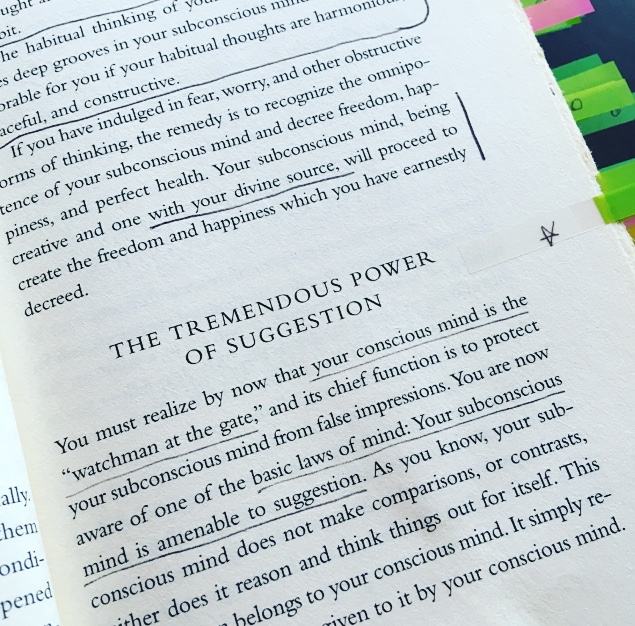 ught
bit.
he habitual thinking of
es deep grooves in your subconscious
orable for you if your habitual thoughts are harmonious
aceful, and constructive.
If you have indulged in fear, worry, and other obstructive
orms of thinking, the remedy is to recognize the omnipo-
tence of your subconscious mind and decree freedom, hap-
piness, and perfect health. Your subconscious mind, being
creative and one with your divine source, will proceed to
create the freedom and happiness which you have earnestly
decreed.
THE TREMENDOUS POWER
OF SUGGESTION
You must realize by now that your conscious mind is the
“watchman at the gate,” and its chief function is to protect
your subconscious mind from false impressions. You are now
aware of one of the basic laws of mind: Your subconscious
mind is amenable to suggestion. As you know, your sub-
conscious mind does not make comparisons, or contrasts,
ither does it reason and think things out for itself. This
belongs to your conscious mind. It simply re-
given to it by your conscious mind.
ally.
them
ondi-
pened